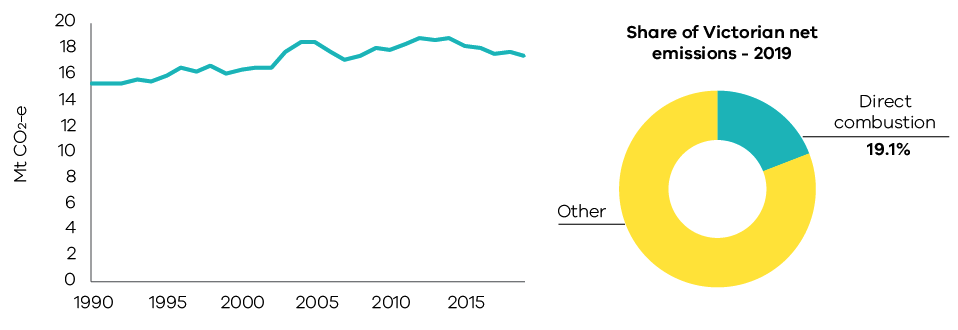 20
18
16
14
12
10
8
6
4
2
0
Mt CO₂-e
1990 1995 2000 2005 2010 2015
Share of Victorian net
emissions - 2019
Direct
combustion
19.1%
Other